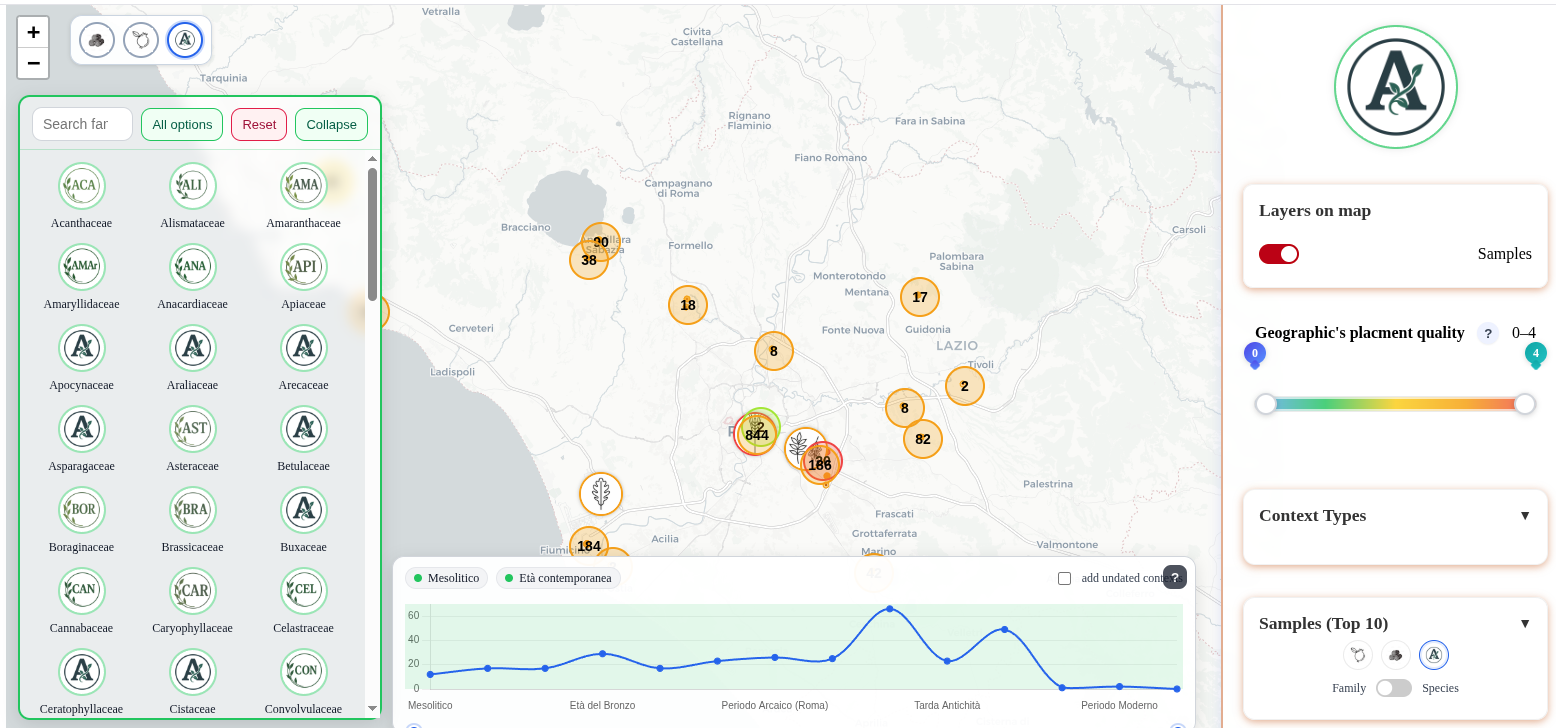 Vetralla
Civita
Castellana
Tarquinia
+
−
A
Search far
All options
Reset
Collapse
ACA
ALI
AMA
Acanthaceae
Alismataceae
Amaranthaceae
AMAr
ANA
API
Amaryllidaceae
Anacardiaceae
Apiaceae
A
A
A
Apocynaceae
Araliaceae
Arecaceae
A
AST
A
Asparagaceae
Asteraceae
Betulaceae
BOR
BRA
A
Boraginaceae
Brassicaceae
Buxaceae
CAN
CAR
CEL
Cannabaceae
Caryophyllaceae
Celastraceae
A
A
CON
Ceratophyllaceae
Cistaceae
Convolvulaceae
Rignano
Flaminio
Fara in Sabina
Fiano Romano
Campagnano
di Roma
Bracciano
90
38
Formello
Carsoli
Palombara
Sabina
Monterotondo
Mentana
18
17
Cerveteri
Fonte Nuova
Guidonia
LAZIO
8
Ladispoli
Tivoli
2
8
2
844
82
186
Palestrina
Frascati
Grottaferrata
Acilia
184
Marino
Valmontone
42
Mesolitico
Età contemporanea
add undated contexts
?
60
40
20
0
Mesolitico
Età del Bronzo
Periodo Arcaico (Roma)
Tarda Antichità
Periodo Moderno
A
Layers on map
Samples
Geographic's placment quality
?
0–4
0
4
Context Types
▼
Samples (Top 10)
▼
A
Family
Species